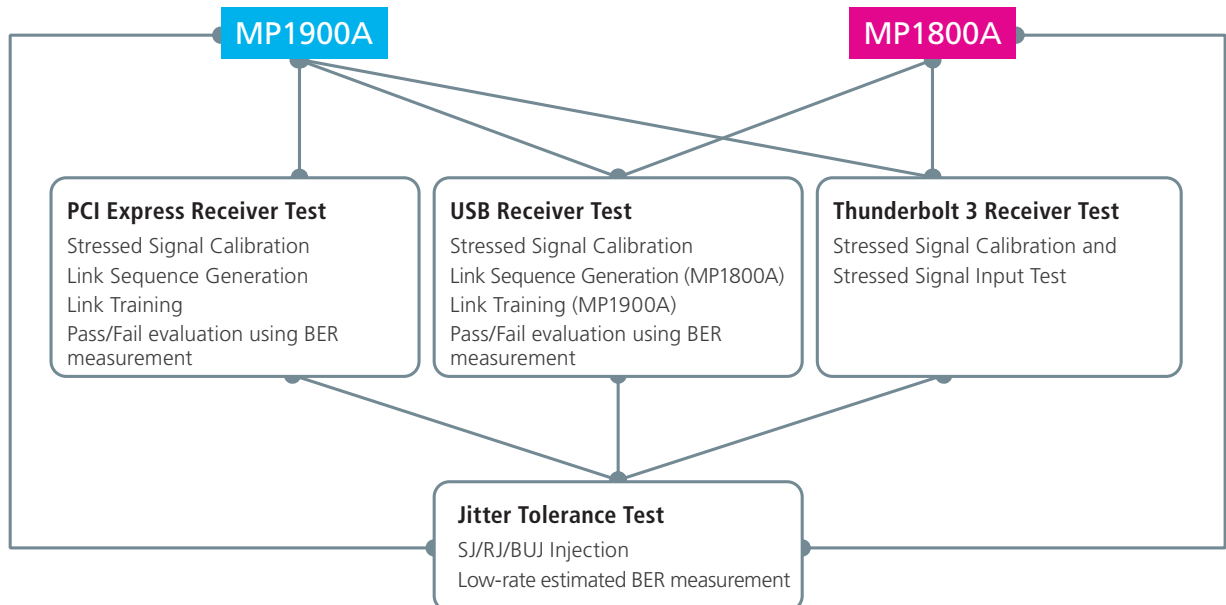 MP1900A
MP1800A
PCI Express Receiver Test
Stressed Signal Calibration
Link Sequence Generation
Link Training
Pass/Fail evaluation using BER
measurement
USB Receiver Test
Stressed Signal Calibration
Link Sequence Generation (MP1800A)
Link Training (MP1900A)
Pass/Fail evaluation using BER
measurement
Thunderbolt 3 Receiver Test
Stressed Signal Calibration and
Stressed Signal Input Test
Jitter Tolerance Test
SJ/RJ/BUJ Injection
Low-rate estimated BER measurement